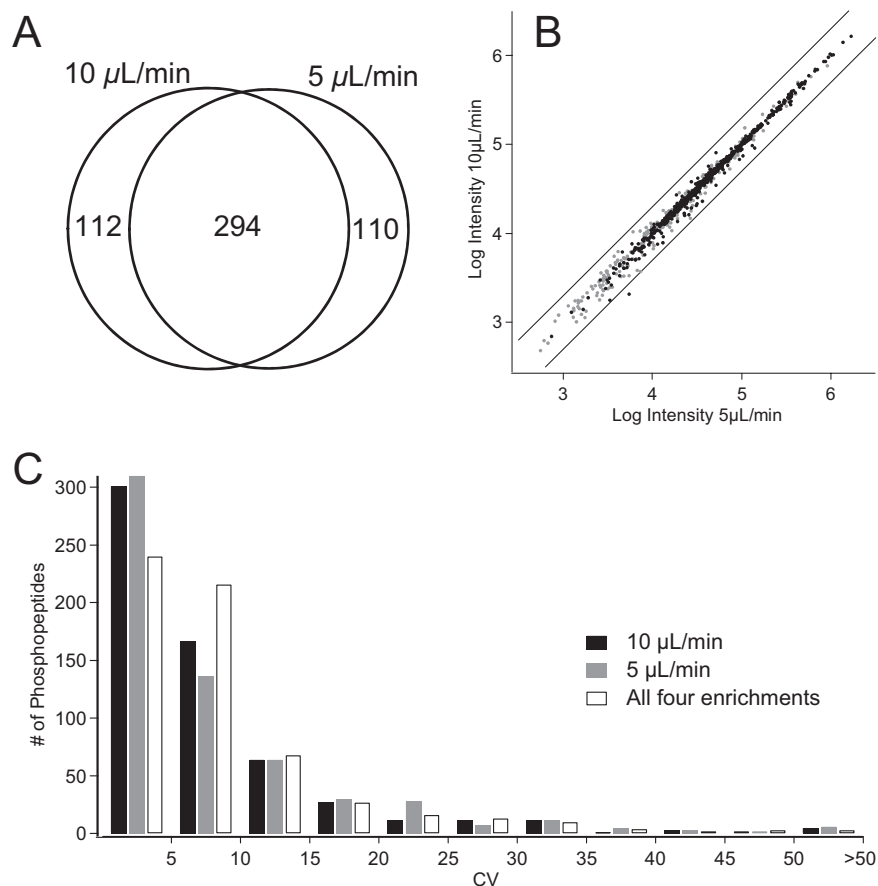 A
10 µL/min
5 µL/min
112
294
110
B
Log Intensity 10µL/min
6
5
4
3
3 4 5 6
Log Intensity 5µL/min
C
# of Phosphopeptides
300
250
200
150
100
50
0
10 µL/min
5 µL/min
All four enrichments
5 10 15 20 25 30 35 40 45 50 >50
CV